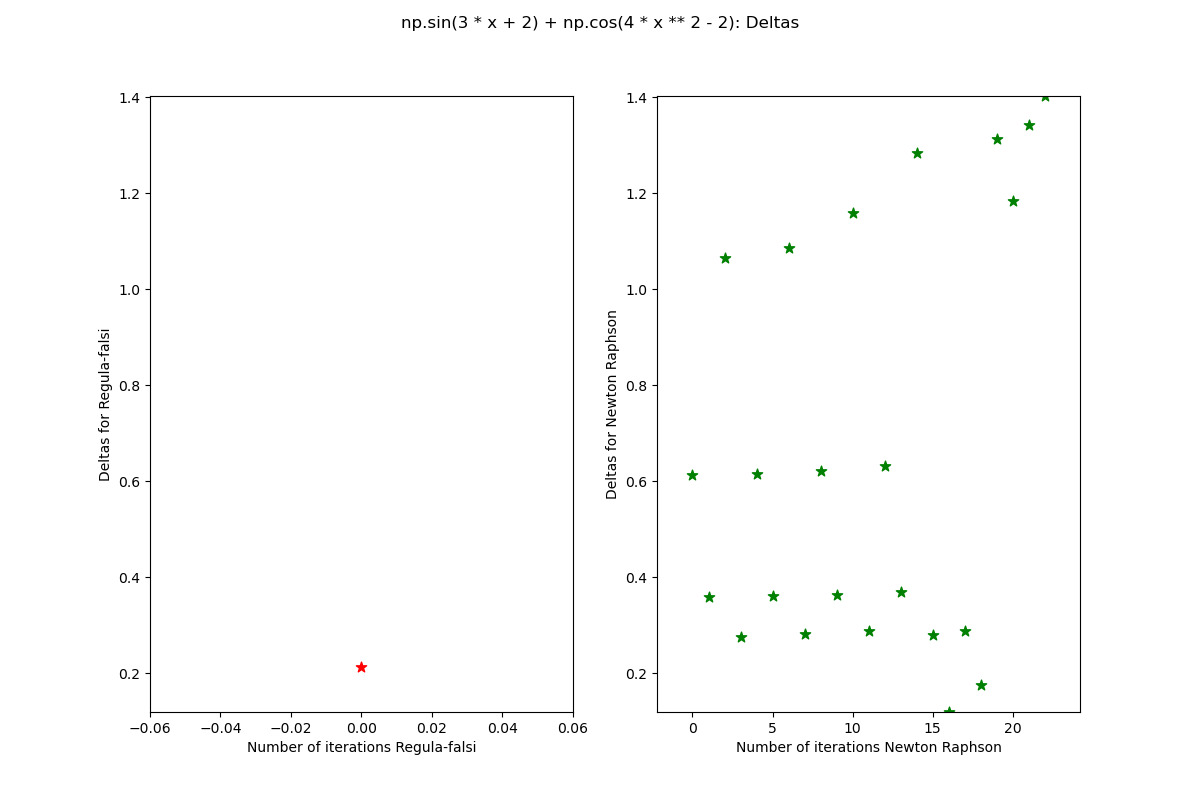 np.sin(3 * x + 2) + np.cos(4 * x ** 2 - 2): Deltas
1.4
1.2
1.0
0.8
0.6
0.4
0.2
Deltas for Regula-falsi
−0.06 −0.04 −0.02 0.00 0.02 0.04 0.06
Number of iterations Regula-falsi
1.4
1.2
1.0
0.8
0.6
0.4
0.2
Deltas for Newton Raphson
0 5 10 15 20
Number of iterations Newton Raphson